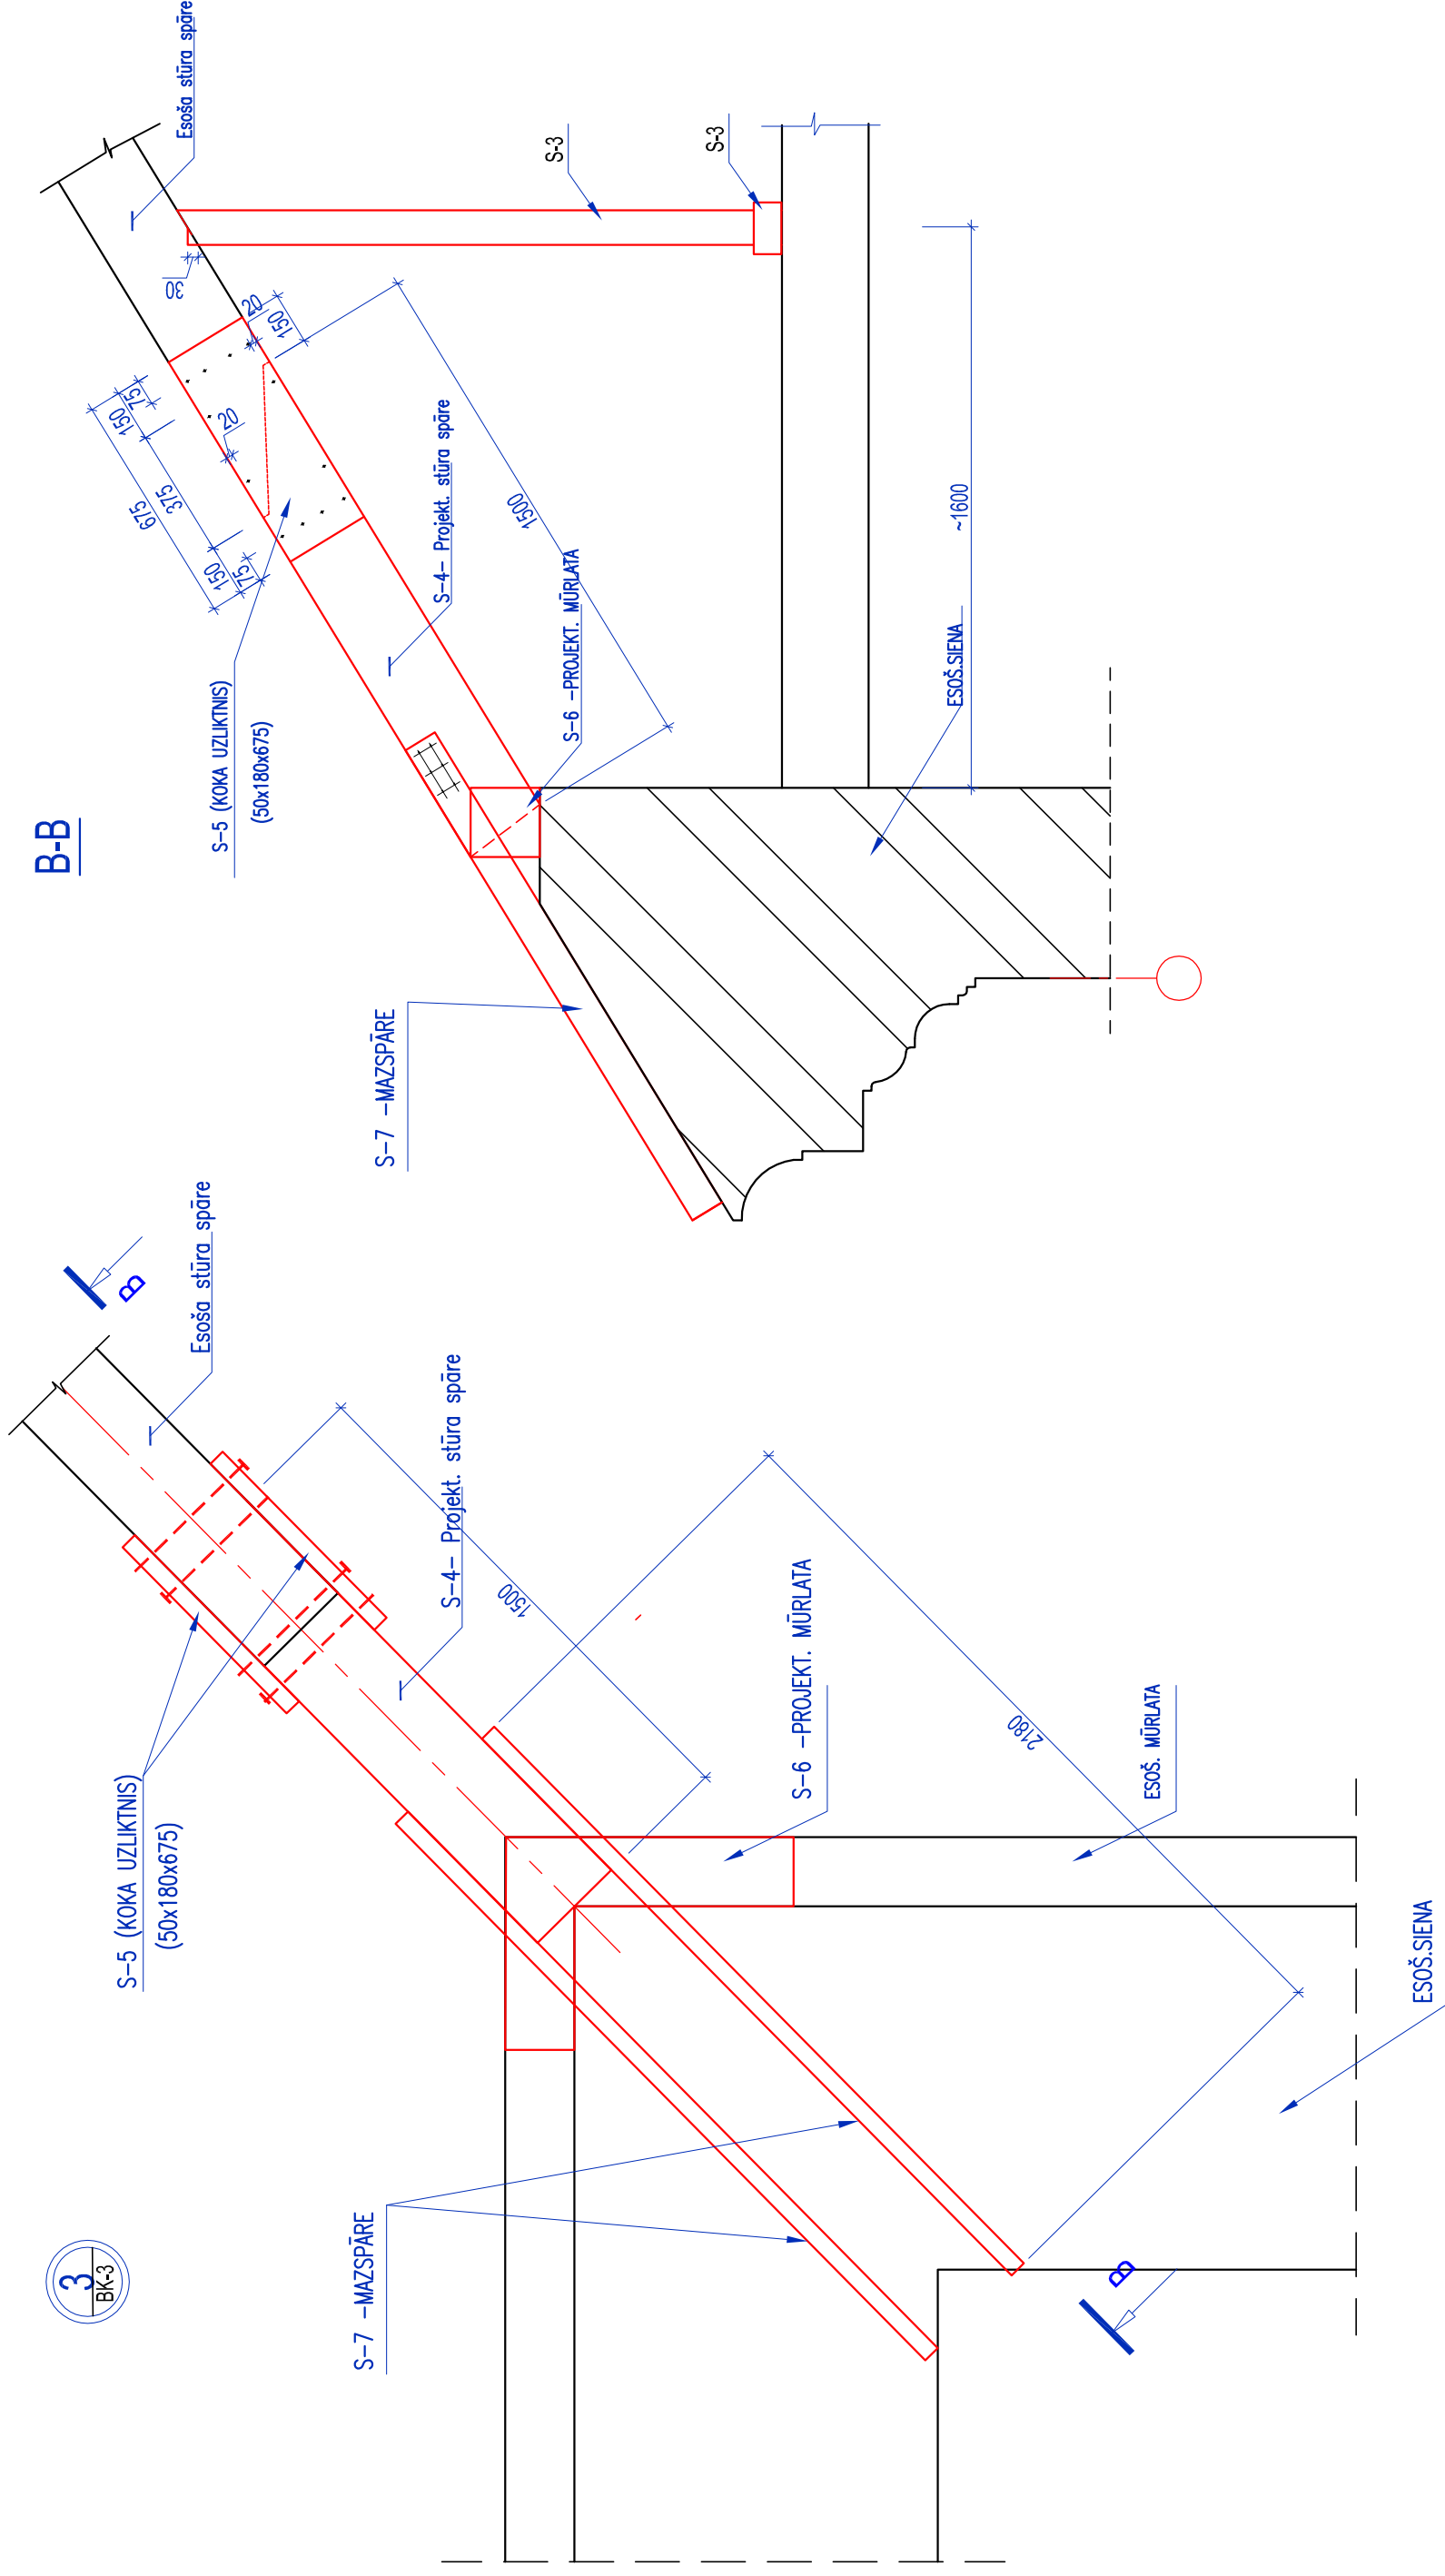 3
BK-3
S-7 -MAZSPĀRE
S-5 (KOKA UZLIKTNIS)
(50x180x675)
S-4- Projekt. stūra spāre
Esoša stūra spāre
B
1500
2180
S-6 -PROJEKT. MŪRLATA
ESOŠ. MŪRLATA
ESOŠ.SIENA
B
B-B
S-7 -MAZSPĀRE
S-5 (KOKA UZLIKTNIS)
(50x180x675)
675
150
375
150
75
75
20
20
150
30
Esoša stūra spāre
S-4- Projekt. stūra spāre
1500
S-6 -PROJEKT. MŪRLATA
S-3
S-3
~1600
ESOŠ.SIENA